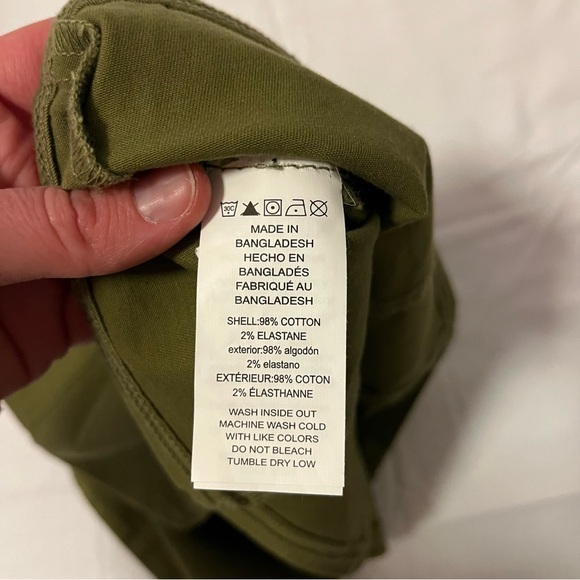 30C
MADE IN
BANGLADESH
HECHO EN
BANGLADÉS
FABRIQUÉ AU
BANGLADESH
SHELL:98% COTTON
2% ELASTANE
exterior:98% algodón
2% elastano
EXTÉRIEUR:98% COTON
2% ÉLASTHANNE
WASH INSIDE OUT
MACHINE WASH COLD
WITH LIKE COLORS
DO NOT BLEACH
TUMBLE DRY LOW